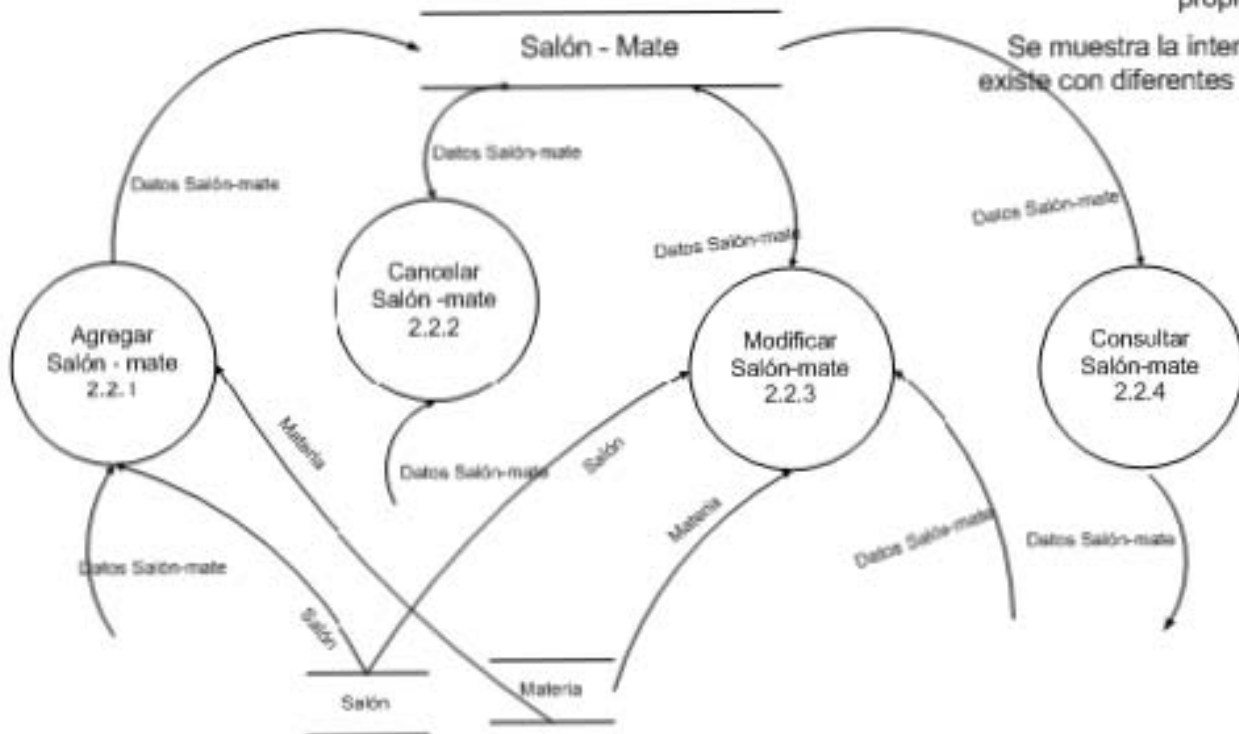 propi
Se muestra la inter
existe con diferentes
Salón - Mate
Datos Salón-mate
Datos Salón-mate
Datos Salón-mate
Datos Salón-mate
Agregar
Salón - mate
2.2.1
Cancelar
Salón -mate
2.2.2
Modificar
Salón-mate
2.2.3
Consultar
Salón-mate
2.2.4
Materia
Datos Salón-mate
Salón
Materia
Datos Salón-mate
Datos Salón-mate
Datos Salón-mate
Salón
Salón
Materia